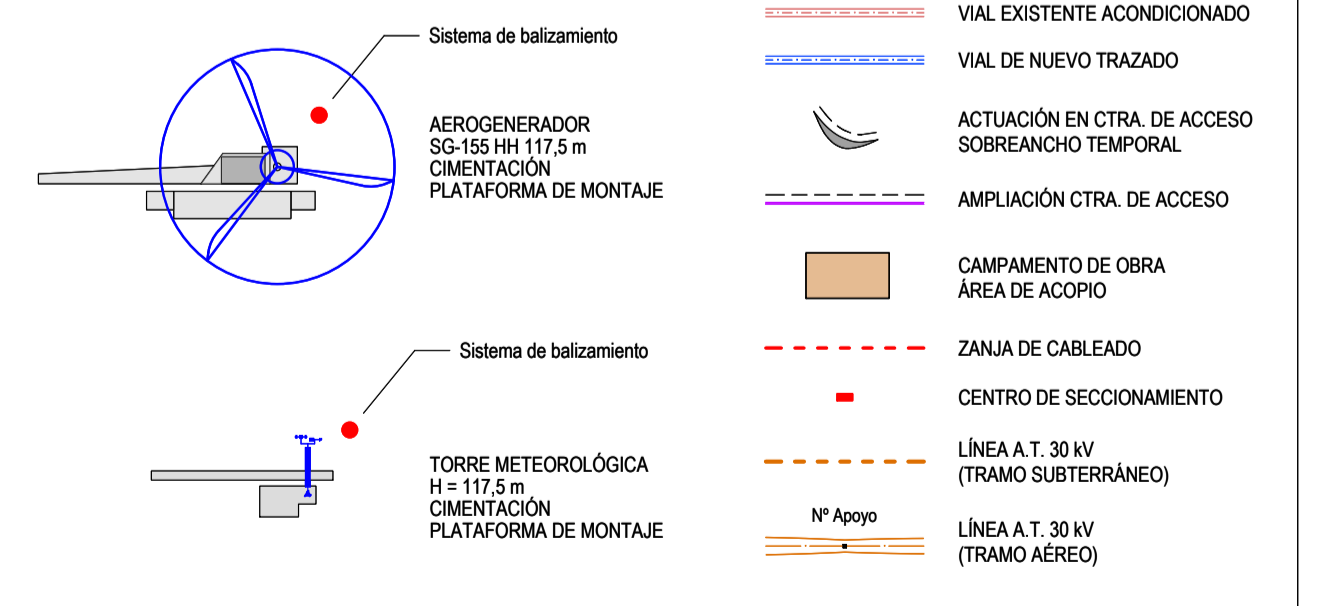 Sistema de balizamiento
AEROGENERADOR
SG-155 HH 117,5 m
CIMENTACIÓN
PLATAFORMA DE MONTAJE
Sistema de balizamiento
TORRE METEOROLÓGICA
H = 117,5 m
CIMENTACIÓN
PLATAFORMA DE MONTAJE
VIAL EXISTENTE ACONDICIONADO
VIAL DE NUEVO TRAZADO
ACTUACIÓN EN CTRA. DE ACCESO
SOBREANCHO TEMPORAL
AMPLIACIÓN CTRA. DE ACCESO
CAMPAMENTO DE OBRA
ÁREA DE ACOPIO
ZANJA DE CABLEADO
CENTRO DE SECCIONAMIENTO
LÍNEA A.T. 30 kV
(TRAMO SUBTERRÁNEO)
Nº Apoyo
LÍNEA A.T. 30 kV
(TRAMO AÉREO)